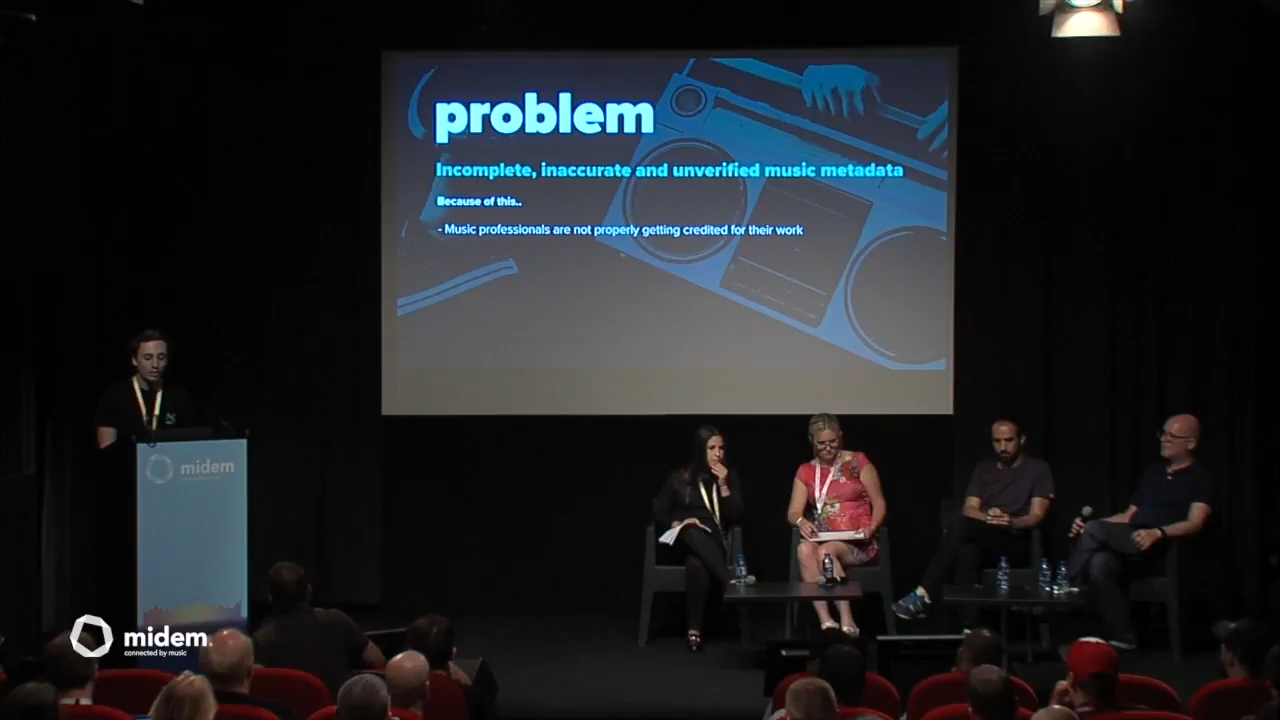 problem
Incomplete, inaccurate and unverified music metadata
Because of this..
- Music professionals are not properly getting credited for their work
midem
midem
connected by music